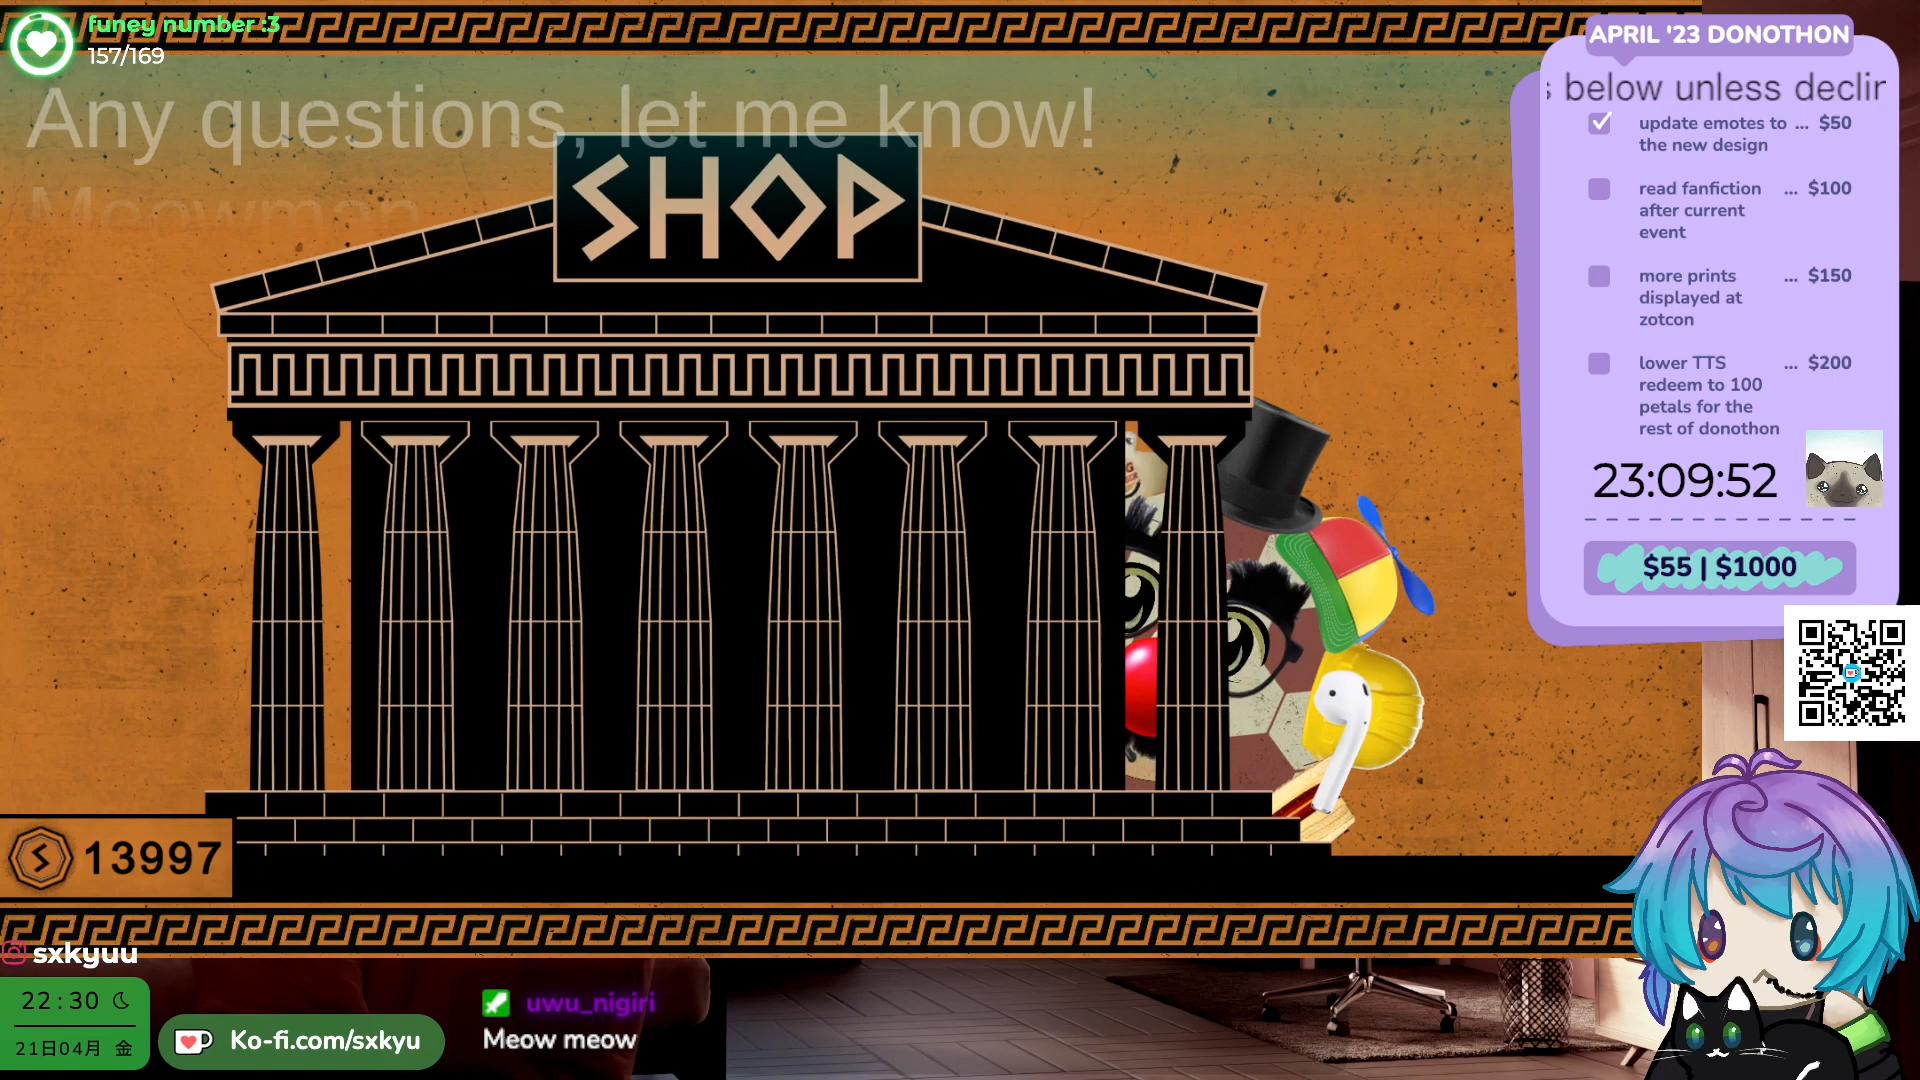 funey number :3
157/169
Any questions, let me know!
Meowmen
SHOP
13997
sxkyuu
22:30
21日04月 金
Ko-fi.com/sxkyu
uwu_nigiri
Meow meow
APRIL '23 DONOTHON
s below unless declin
update emotes to ... $50
the new design
read fanfiction ... $100
after current
event
more prints ... $150
displayed at
zotcon
lower TTS ... $200
redeem to 100
petals for the
rest of donothon
23:09:52
$55 | $1000